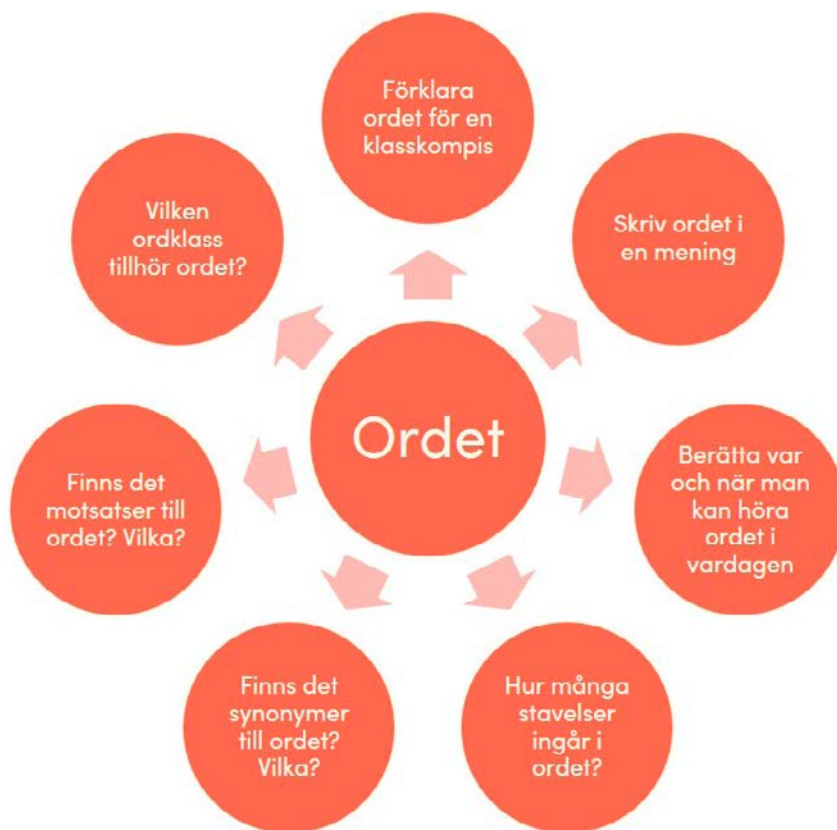 Förklara
ordet för en
klasskompis
Vilken
ordklass
tillhör ordet?
Skriv ordet i
en mening
Ordet
Finns det
motsatser till
ordet? Vilka?
Berätta var
och när man
kan höra
ordet i
vardagen
Finns det
synonymer
till ordet?
Vilka?
Hur många
stavelser
ingår i
ordet?